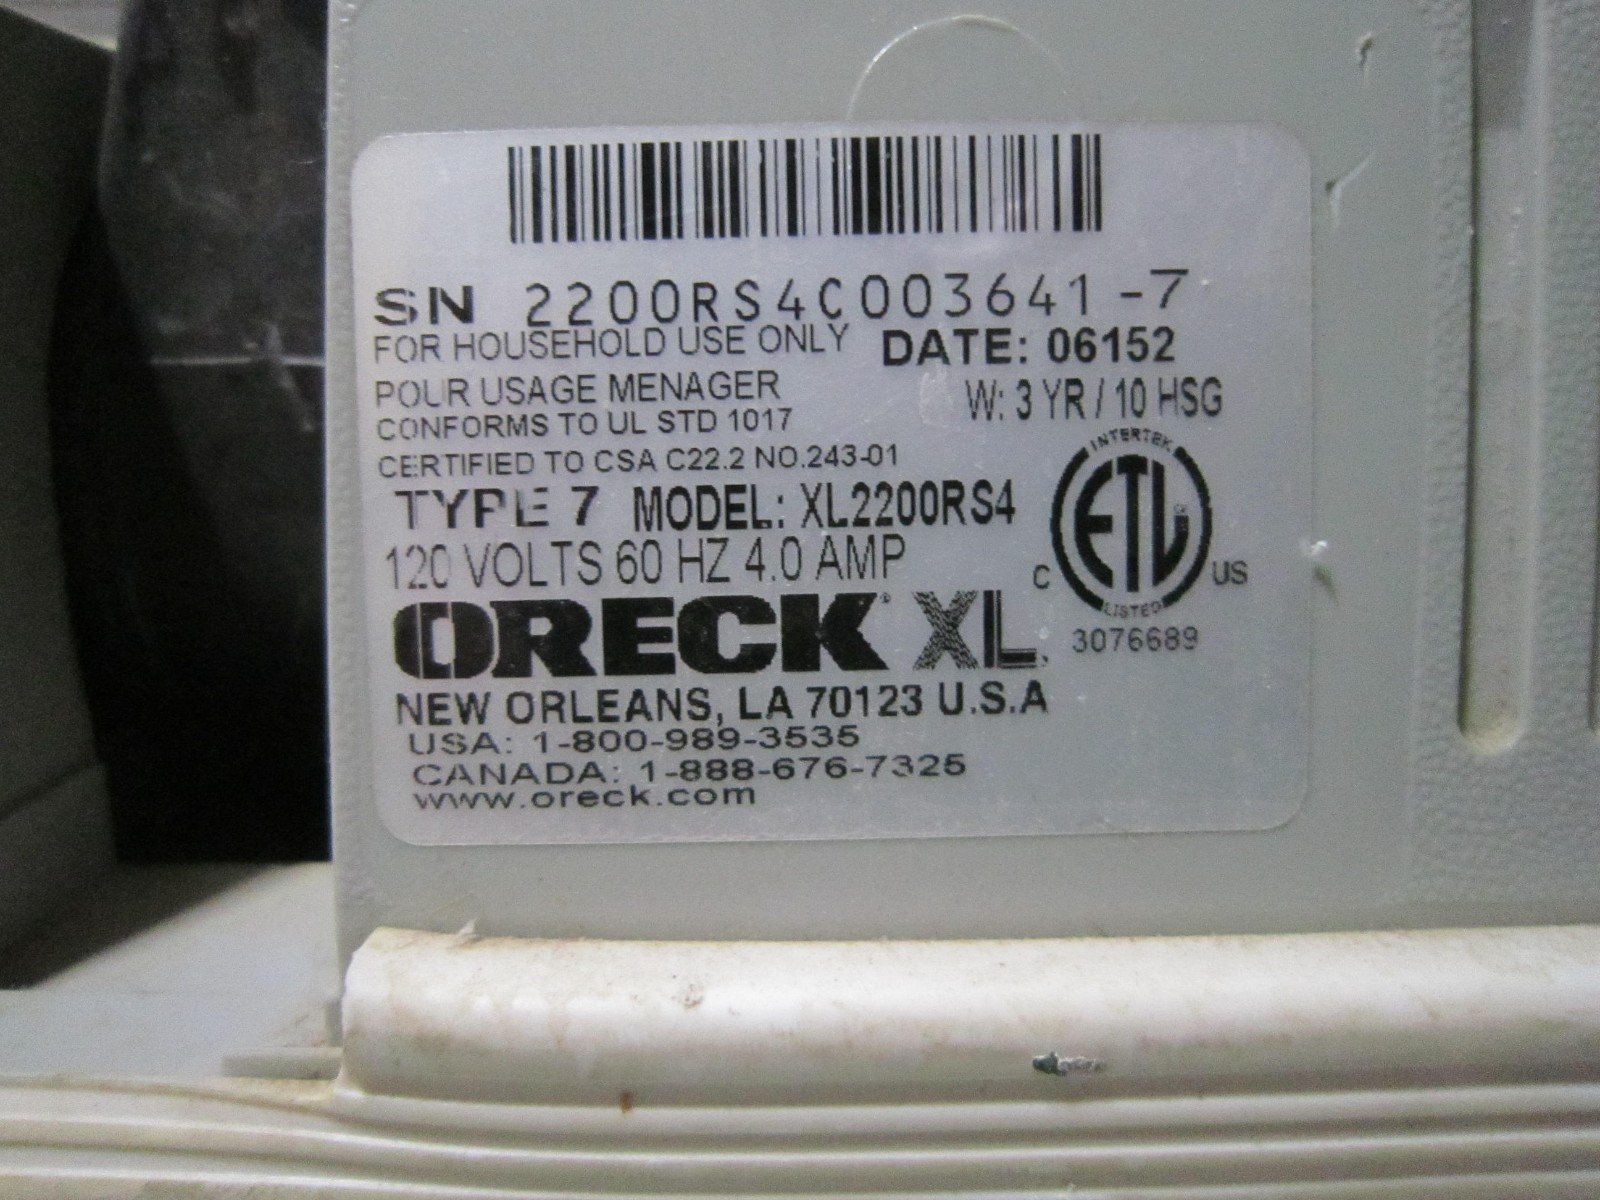 SN 2200RS4C003641-7
FOR HOUSEHOLD USE ONLY DATE: 06152
POUR USAGE MENAGER W: 3 YR / 10 HSG
CONFORMS TO UL STD 1017
CERTIFIED TO CSA C22.2 NO.243-01
TYPE 7 MODEL: XL2200RS4
INTERTEK
ETL
C US
LISTED
3076689
120 VOLTS 60 HZ 4.0 AMP
ORECK® XL
NEW ORLEANS, LA 70123 U.S.A
USA: 1-800-989-3535
CANADA: 1-888-676-7325
www.oreck.com